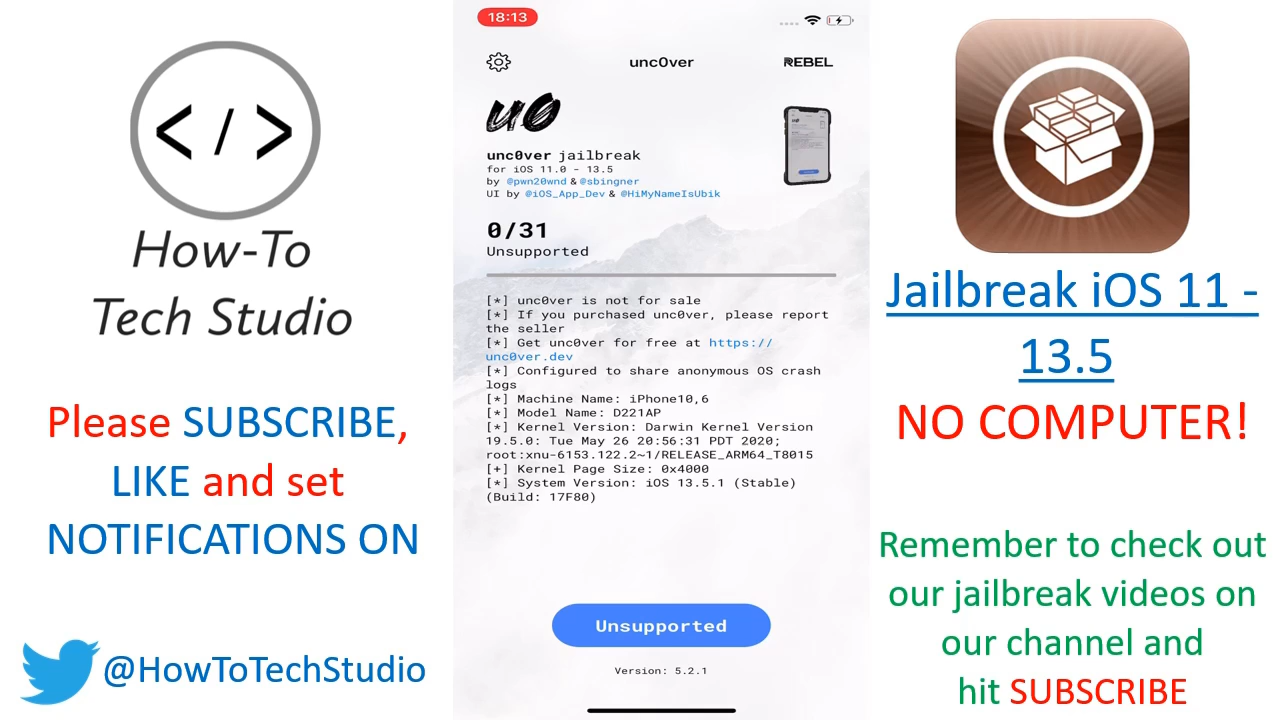 < / >
How-To
Tech Studio
Please SUBSCRIBE,
LIKE and set
NOTIFICATIONS ON
@HowToTechStudio
18:13
unc0ver
REBEL
u0
unc0ver jailbreak
for iOS 11.0 - 13.5
by @pwn20wnd & @sbingner
UI by @iOS_App_Dev & @HiMyNameIsUbik
0/31
Unsupported
[*] unc0ver is not for sale
[*] If you purchased unc0ver, please report
the seller
[*] Get unc0ver for free at https://
unc0ver.dev
[*] Configured to share anonymous OS crash
logs
[*] Machine Name: iPhone10,6
[*] Model Name: D221AP
[*] Kernel Version: Darwin Kernel Version
19.5.0: Tue May 26 20:56:31 PDT 2020;
root:xnu-6153.122.2~1/RELEASE_ARM64_T8015
[+] Kernel Page Size: 0x4000
[*] System Version: iOS 13.5.1 (Stable)
(Build: 17F80)
Unsupported
Version: 5.2.1
Jailbreak iOS 11 -
13.5
NO COMPUTER!
Remember to check out
our jailbreak videos on
our channel and
hit SUBSCRIBE